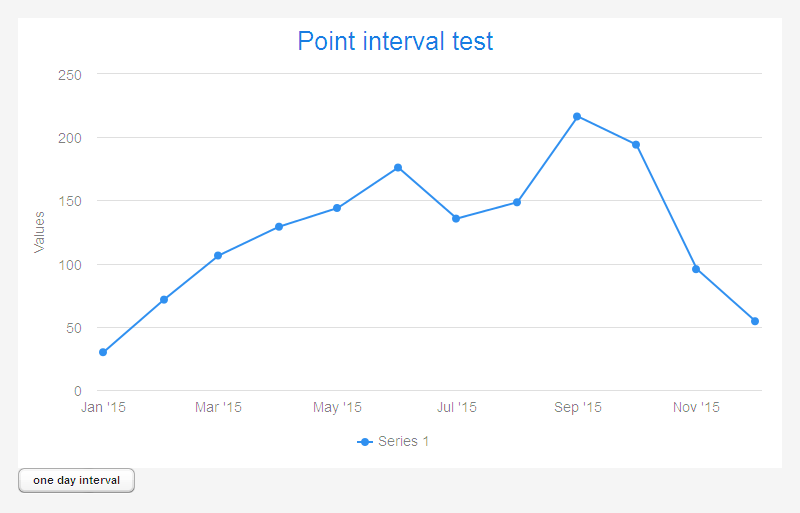 Point interval test
250
200
150
100
50
0
Values
Jan '15 Mar '15 May '15 Jul '15 Sep '15 Nov '15
Series 1
one day interval